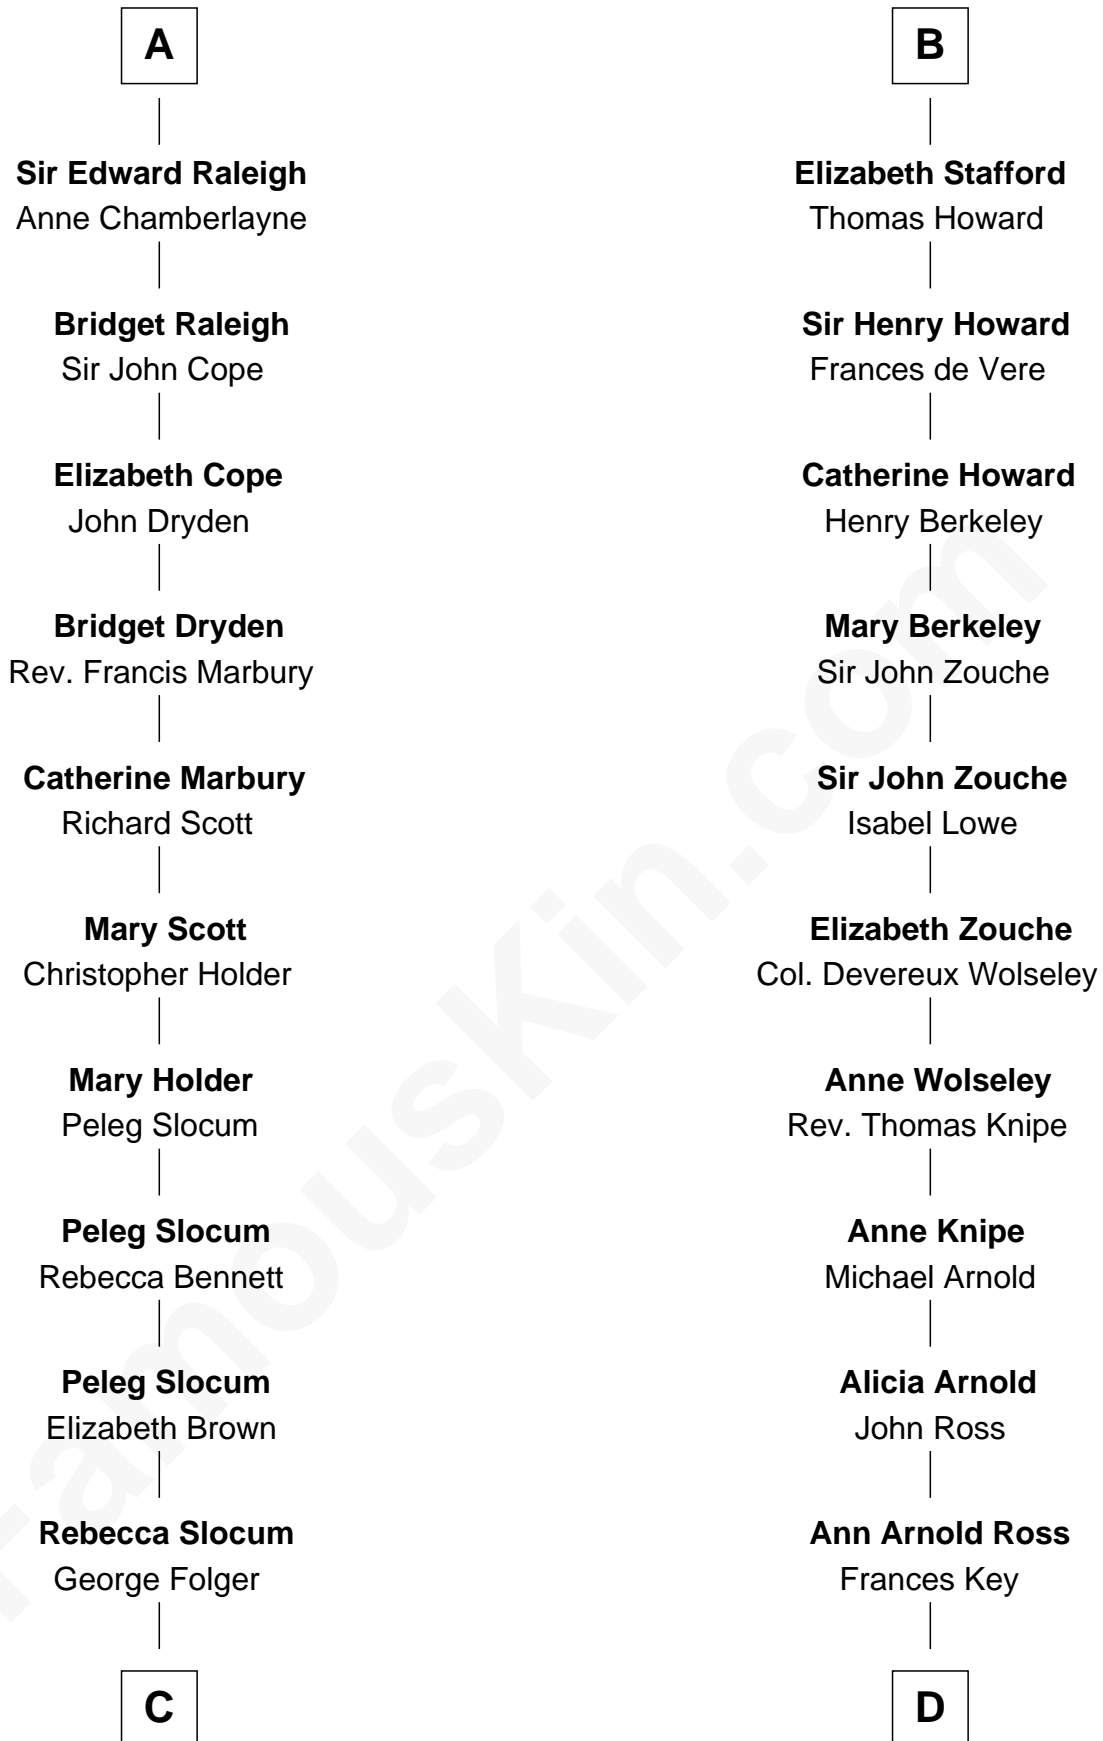 A
Sir Edward Raleigh
Anne Chamberlayne
Bridget Raleigh
Sir John Cope
Elizabeth Cope
John Dryden
Bridget Dryden
Rev. Francis Marbury
Catherine Marbury
Richard Scott
Mary Scott
Christopher Holder
Mary Holder
Peleg Slocum
Peleg Slocum
Rebecca Bennett
Peleg Slocum
Elizabeth Brown
Rebecca Slocum
George Folger
C
B
Elizabeth Stafford
Thomas Howard
Sir Henry Howard
Frances de Vere
Catherine Howard
Henry Berkeley
Mary Berkeley
Sir John Zouche
Sir John Zouche
Isabel Lowe
Elizabeth Zouche
Col. Devereux Wolseley
Anne Wolseley
Rev. Thomas Knipe
Anne Knipe
Michael Arnold
Alicia Arnold
John Ross
Ann Arnold Ross
Frances Key
D
FamousKin.com